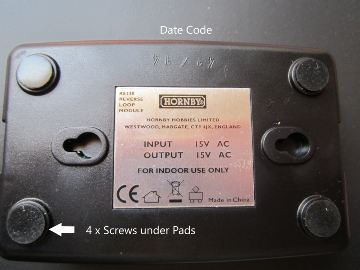 Date Code
R8238
REVERSE
LOOP
MODULE
HORNBY
HORNBY HOBBIES LIMITED
WESTWOOD, MARGATE, CT9 4JX, ENGLAND
INPUT 15V AC
OUTPUT 15V AC
FOR INDOOR USE ONLY
CE
Made in China
4 x Screws under Pads